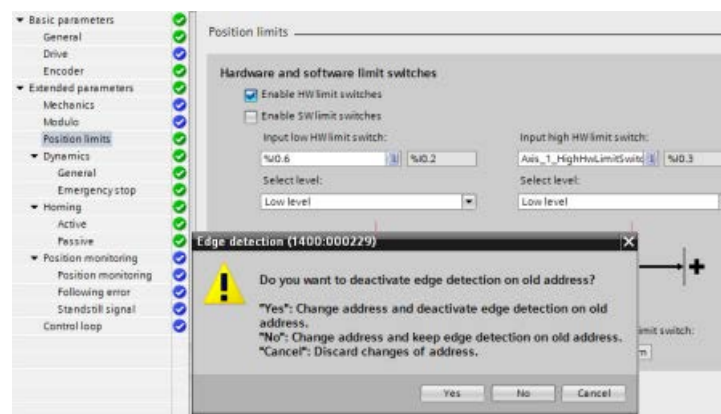 Basic parameters
General
Drive
Encoder
Extended parameters
Mechanics
Modulo
Position limits
Dynamics
General
Emergency stop
Homing
Active
Passive
Position monitoring
Position monitoring
Following error
Standstill signal
Control loop
Position limits
Hardware and software limit switches
Enable HW limit switches
Enable SW limit switches
Input low HW limit switch: Input high HW limit switch:
%I0.6 %I0.2 Axis_1_HighHwLimitSwitc %I0.3
Select level: Select level:
Low level Low level
Edge detection (1400:000229)
Do you want to deactivate edge detection on old address?
"Yes": Change address and deactivate edge detection on old
address.
"No": Change address and keep edge detection on old address.
"Cancel": Discard changes of address.
limit switch:
Yes No Cancel